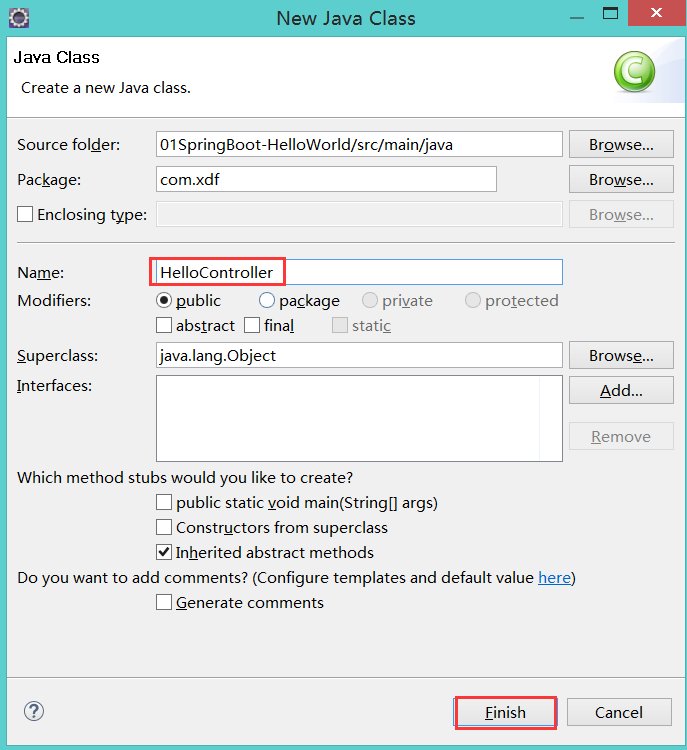 New Java Class
Java Class
Create a new Java class.
Source folder: 01SpringBoot-HelloWorld/src/main/java Browse...
Package: com.xdf Browse...
Enclosing type: Browse...
Name: HelloController
Modifiers: public package private protected
abstract final static
Superclass: java.lang.Object Browse...
Interfaces: Add...
Remove
Which method stubs would you like to create?
public static void main(String[] args)
Constructors from superclass
Inherited abstract methods
Do you want to add comments? (Configure templates and default value here)
Generate comments
? Finish Cancel